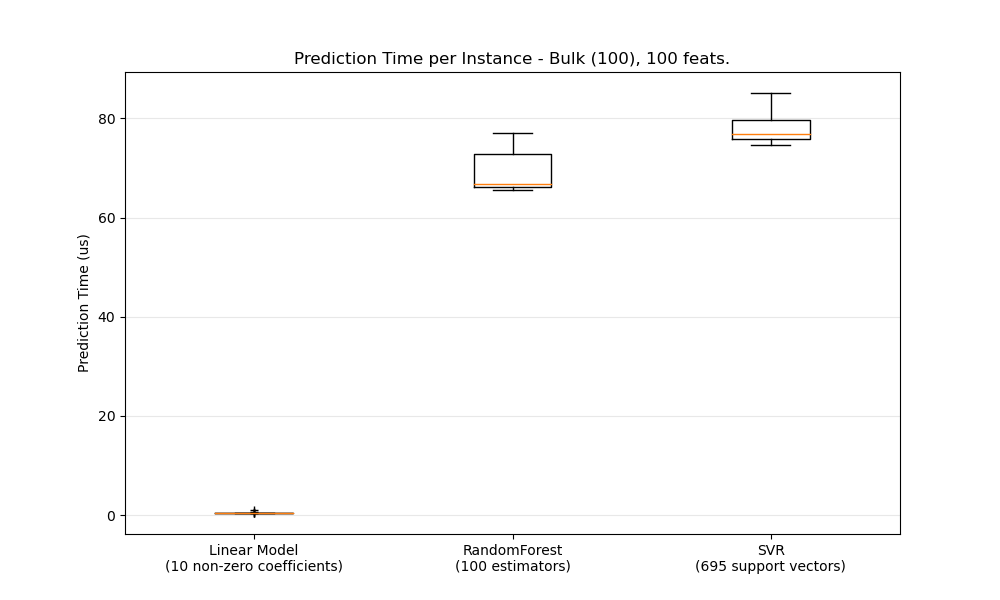 Prediction Time per Instance - Bulk (100), 100 feats.
Prediction Time (us)
80
60
40
20
0
Linear Model
(10 non-zero coefficients)
RandomForest
(100 estimators)
SVR
(695 support vectors)